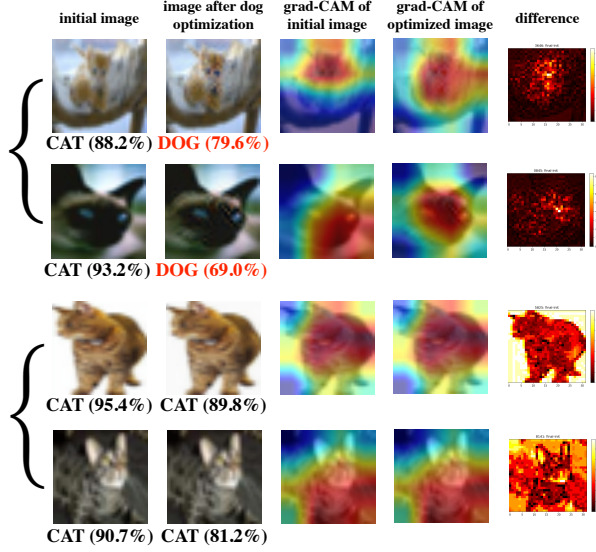 initial image
image after dog
optimization
grad-CAM of
initial image
grad-CAM of
optimized image
difference
CAT (88.2%)
DOG (79.6%)
CAT (93.2%)
DOG (69.0%)
CAT (95.4%)
CAT (89.8%)
CAT (90.7%)
CAT (81.2%)